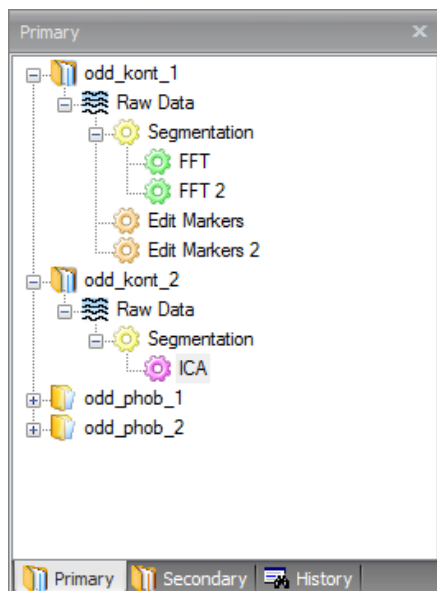 Primary
odd_kont_1
Raw Data
Segmentation
FFT
FFT 2
Edit Markers
Edit Markers 2
odd_kont_2
Raw Data
Segmentation
ICA
odd_phob_1
odd_phob_2
Primary Secondary History